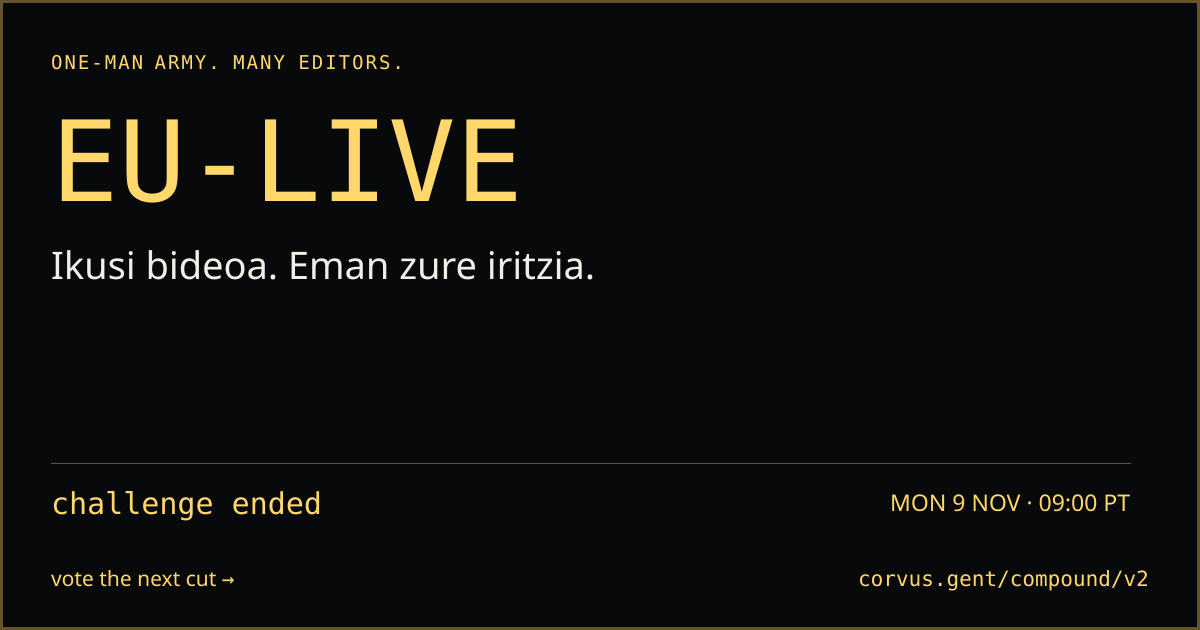 ONE-MAN ARMY. MANY EDITORS.
EU-LIVE
Ikusi bideoa. Eman zure iritzia.
challenge ended
MON 9 NOV · 09:00 PT
vote the next cut →
corvus.gent/compound/v2